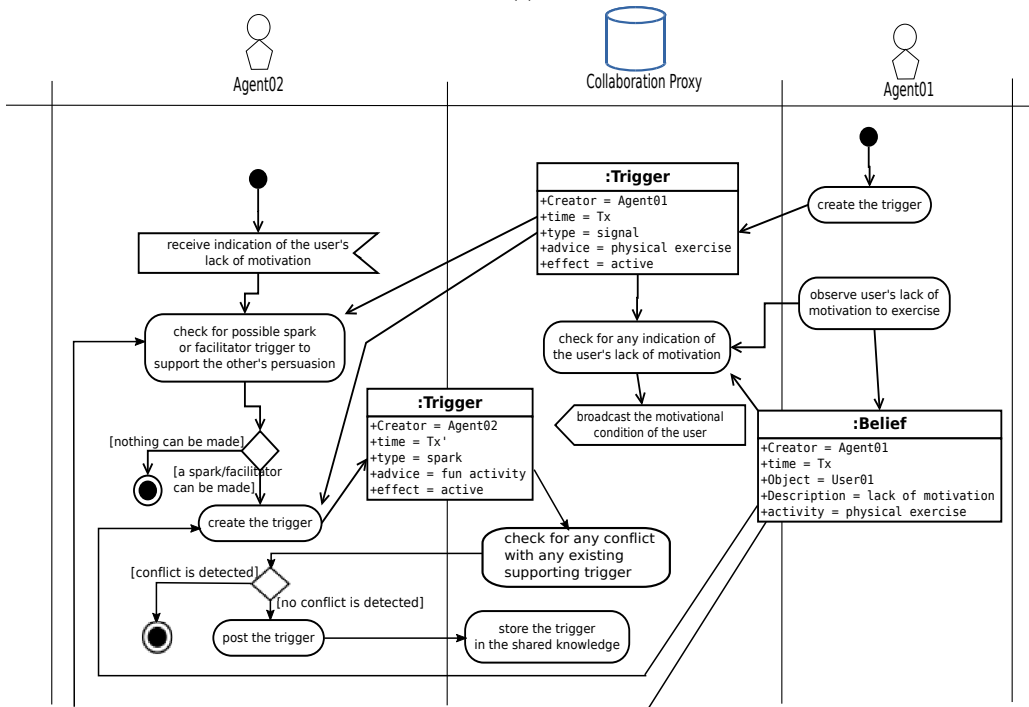 Agent02
Collaboration Proxy
Agent01
:Trigger
+Creator = Agent01
+time = Tx
+type = signal
+advice = physical exercise
+effect = active
create the trigger
receive indication of the user's
lack of motivation
observe user's lack of
motivation to exercise
check for possible spark
or facilitator trigger to
support the other's persuasion
check for any indication of
the user's lack of motivation
:Trigger
+Creator = Agent02
+time = Tx'
+type = spark
+advice = fun activity
+effect = active
broadcast the motivational
condition of the user
:Belief
+Creator = Agent01
+time = Tx
+Object = User01
+Description = lack of motivation
+activity = physical exercise
[nothing can be made]
[a spark/facilitator
can be made]
create the trigger
check for any conflict
with any existing
supporting trigger
[conflict is detected]
[no conflict is detected]
post the trigger
store the trigger
in the shared knowledge